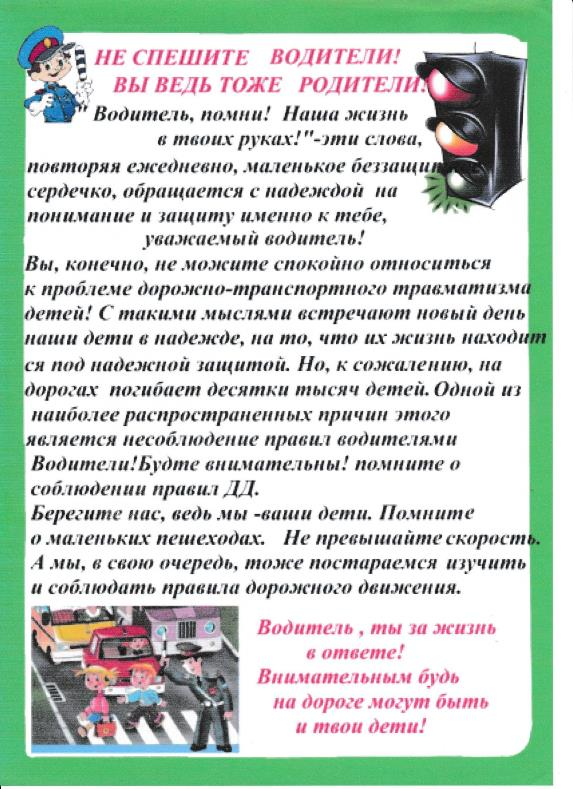 НЕ СПЕШИТЕ ВОДИТЕЛИ!
ВЫ ВЕДЬ ТОЖЕ РОДИТЕЛИ!
Водитель, помни! Наша жизнь
в твоих руках!"-эти слова,
повторяя ежедневно, маленькое
сердечко, обращается с надеждой на
понимание и защиту именно к тебе,
уважаемый водитель!
Вы, конечно, не можите спокойно относиться
к проблеме дорожно-транспортного травматизма
детей! С такими мыслями встречают новый день
наши дети в надежде, на то, что их жизнь находит
ся под надежной защитой. Но, к сожалению, на
дорогах погибает десятки тысяч детей. Одной из
наиболее распространенных причин этого
является несоблюдение правил водителями
Водители!Будте внимательны! помните о
соблюдении правил ДД.
Берегите нас, ведь мы -ваши дети. Помните
о маленьких пешеходах. Не превышайте скорость.
А мы, в свою очередь, тоже постараемся изучить
и соблюдать правила дорожного движения.
Водитель , ты за жизнь
в ответе!
Внимательным будь
на дороге могут быть
и твои дети!